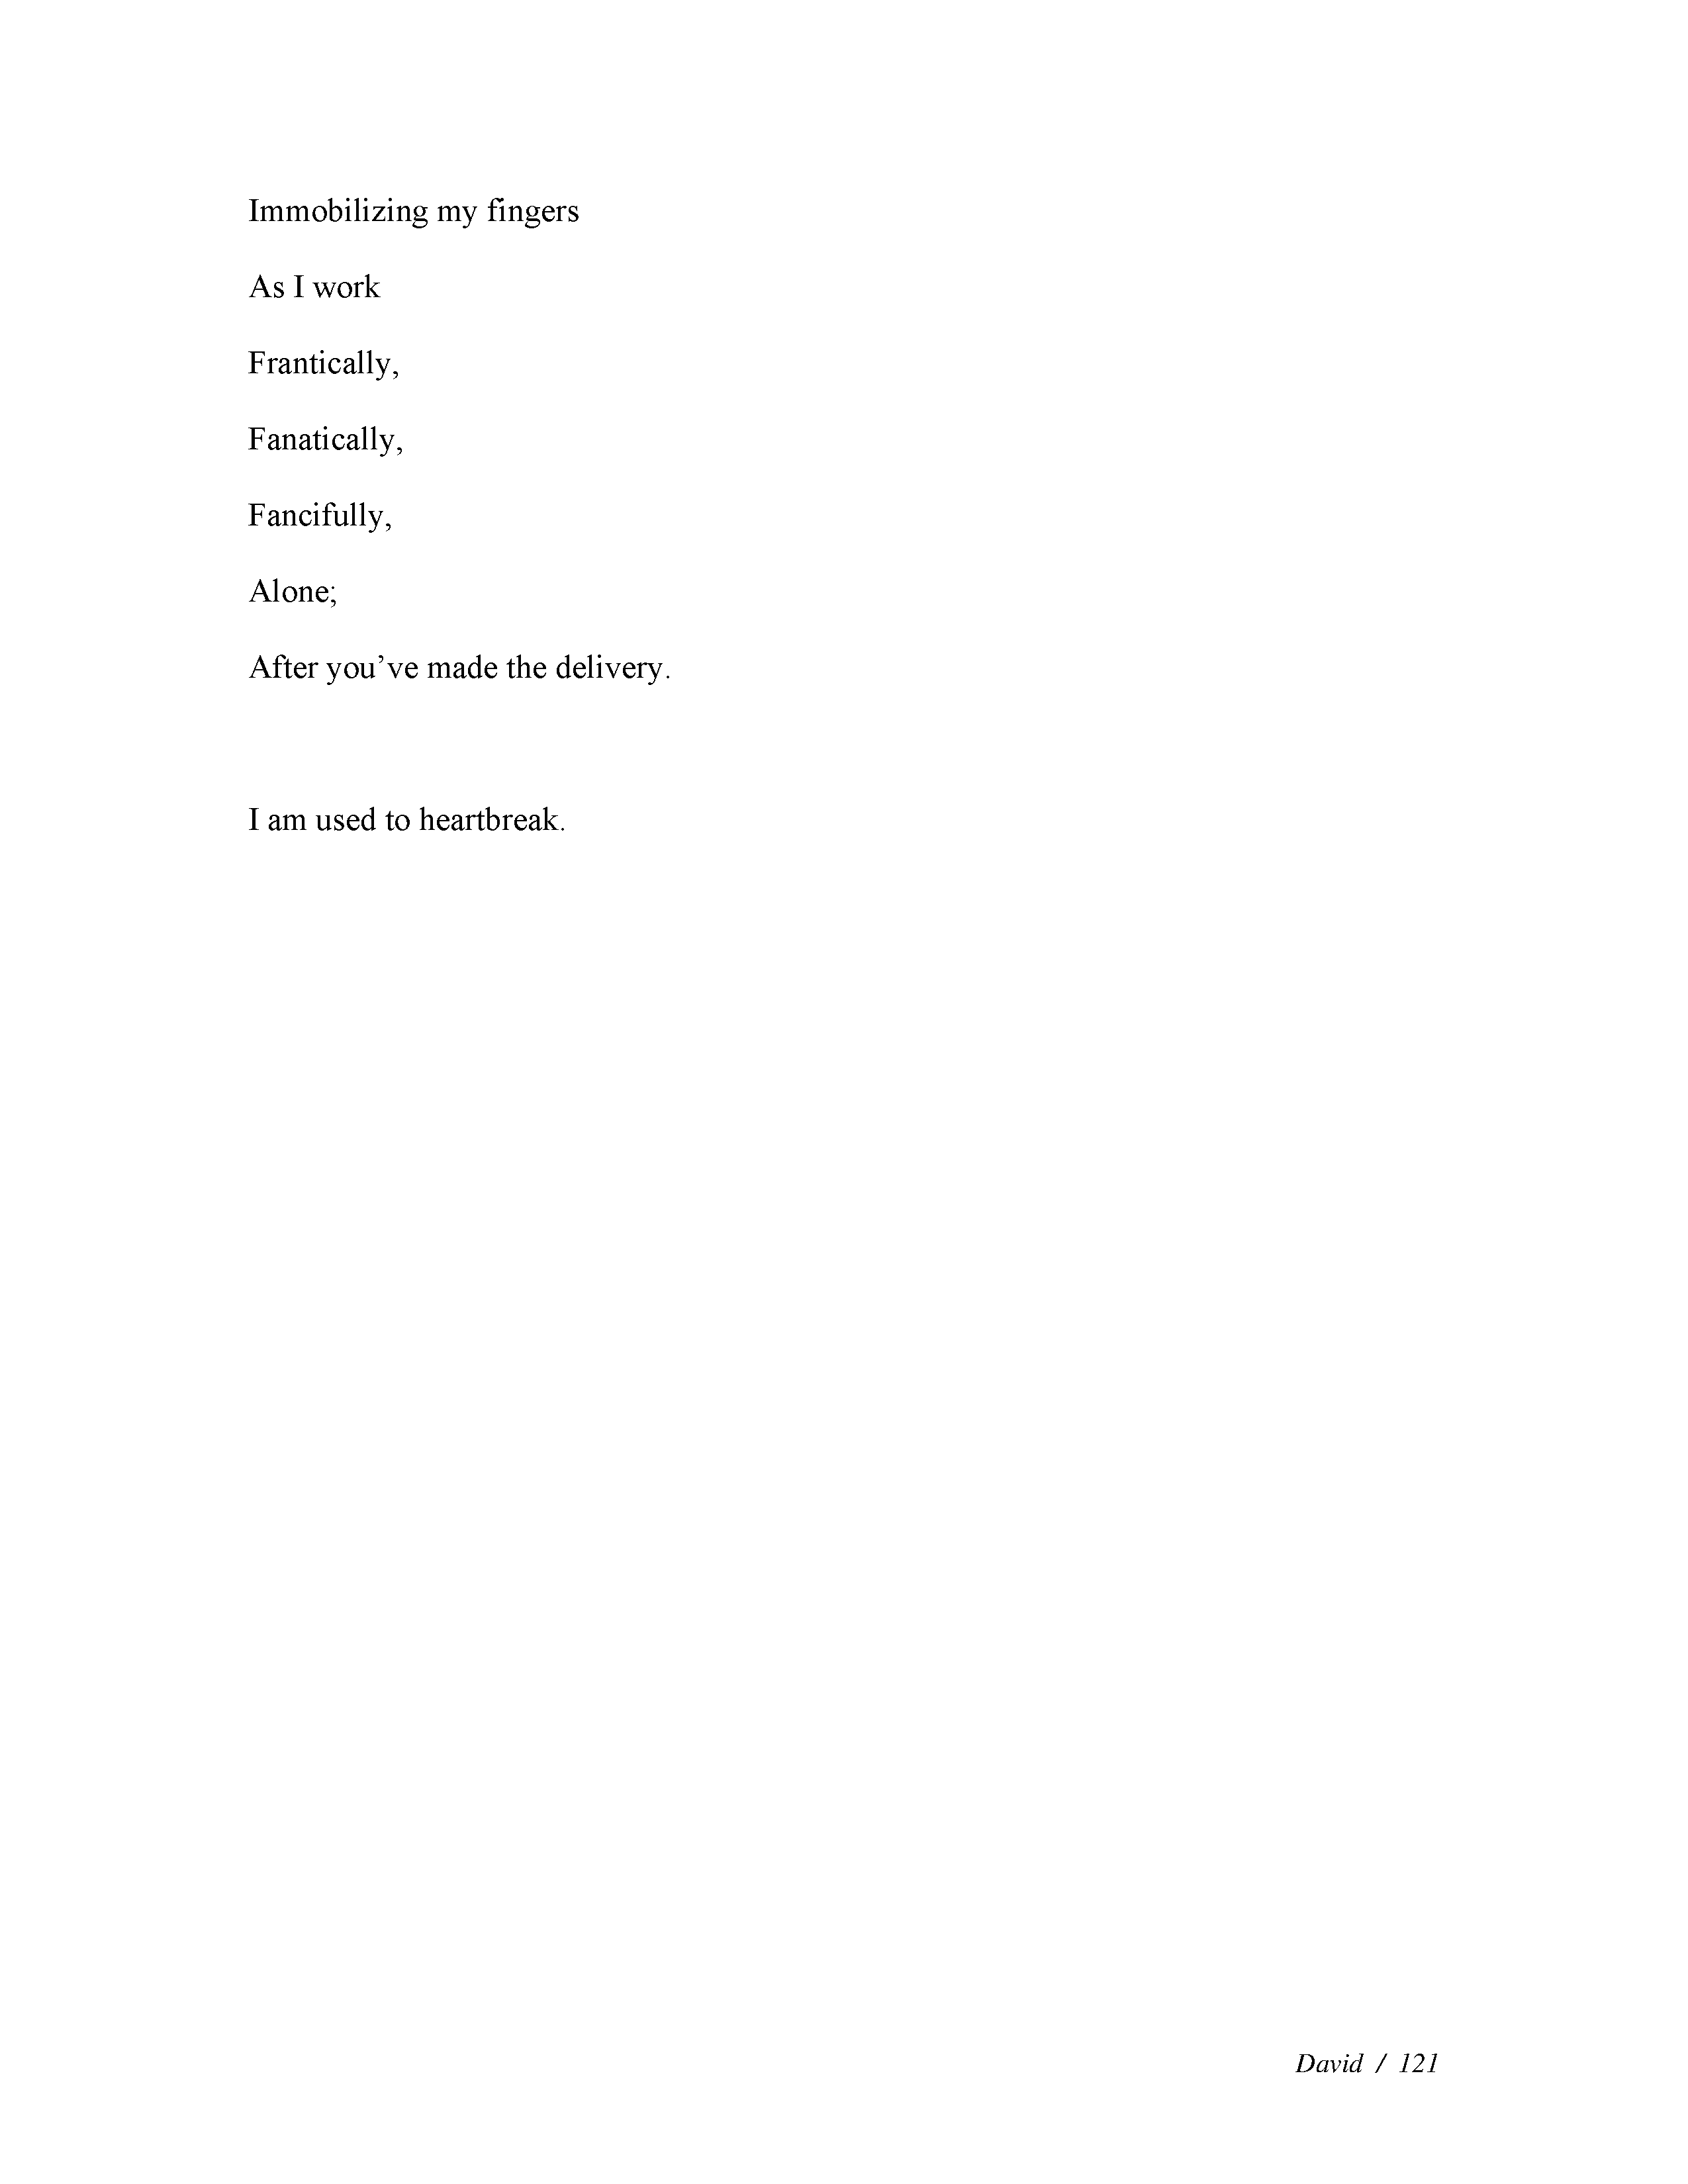 Immobilizing my fingers
As I work
Frantically,
Fanatically,
Fancifully,
Alone;
After you’ve made the delivery.
I am used to heartbreak.
David / 121